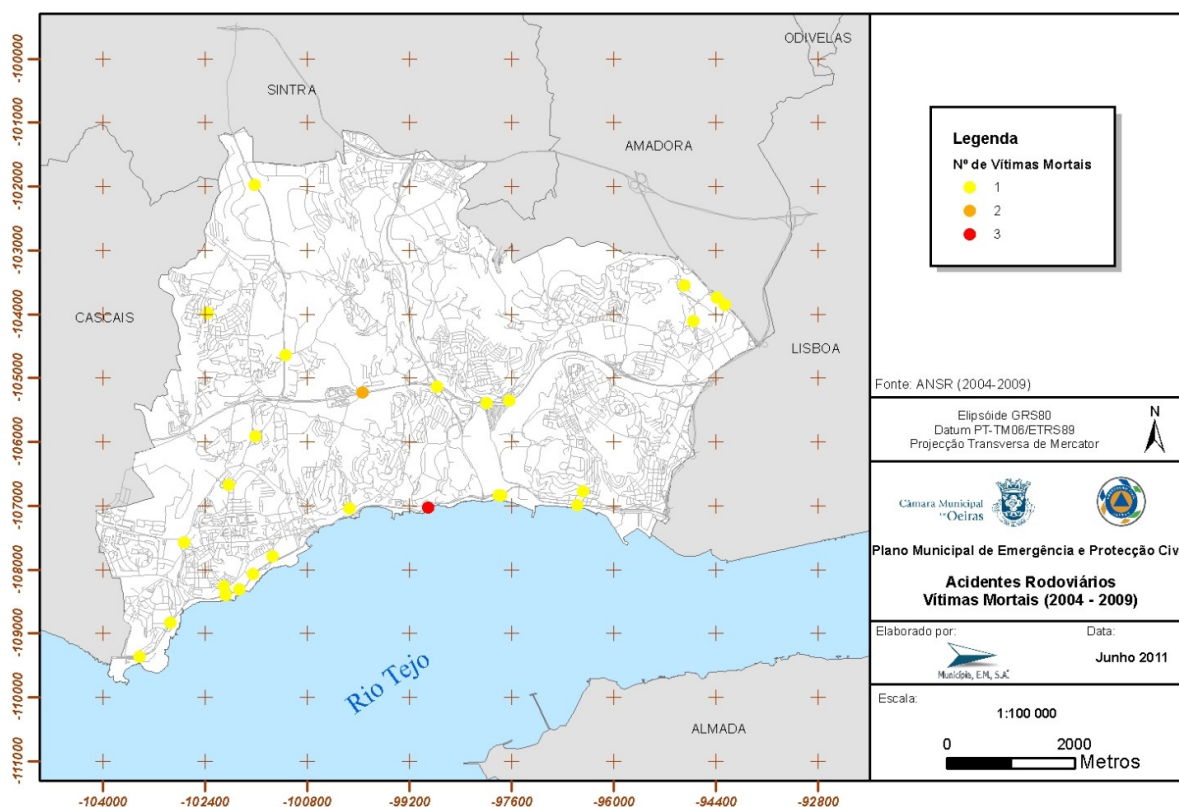 ODIVELAS
SINTRA
AMADORA
CASCAIS
LISBOA
Rio Tejo
ALMADA
-100000
-101000
-102000
-103000
-104000
-105000
-106000
-107000
-108000
-109000
-110000
-111000
-104000
-102400
-100800
-99200
-97600
-96000
-94400
-92800
Legenda
Nº de Vítimas Mortais
1
2
3
Fonte: ANSR (2004-2009)
Elipsóide GRS80
Datum PT-TM06/ETRS89
Projecção Transversa de Mercator
N
Câmara Municipal
de Oeiras
Plano Municipal de Emergência e Protecção Civ
Acidentes Rodoviários
Vítimas Mortais (2004 - 2009)
Elaborado por:
Data:
Municípia, E.M., S.A.
Junho 2011
Escala:
1:100 000
0
2000
Metros